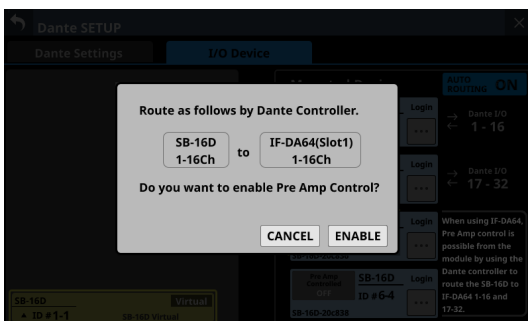 Dante SETUP
Dante Settings
I/O Device
AUTO
ROUTING ON
Route as follows by Dante Controller.
SB-16D
1-16Ch
to
IF-DA64(Slot1)
1-16Ch
Do you want to enable Pre Amp Control?
CANCEL
ENABLE
Login
...
→ Dante I/O
← 1 - 16
Login
...
→ Dante I/O
← 17 - 32
Login
...
When using IF-DA64,
Pre Amp control is
possible from the
module by using the
Dante controller to
route the SB-16D to
IF-DA64 1-16 and
17-32.
Pre Amp
Controlled
OFF
SB-16D
ID #6-4
Login
...
SB-16D-20c838
SB-16D
Virtual
ID #1-1
SB-16D Virtual